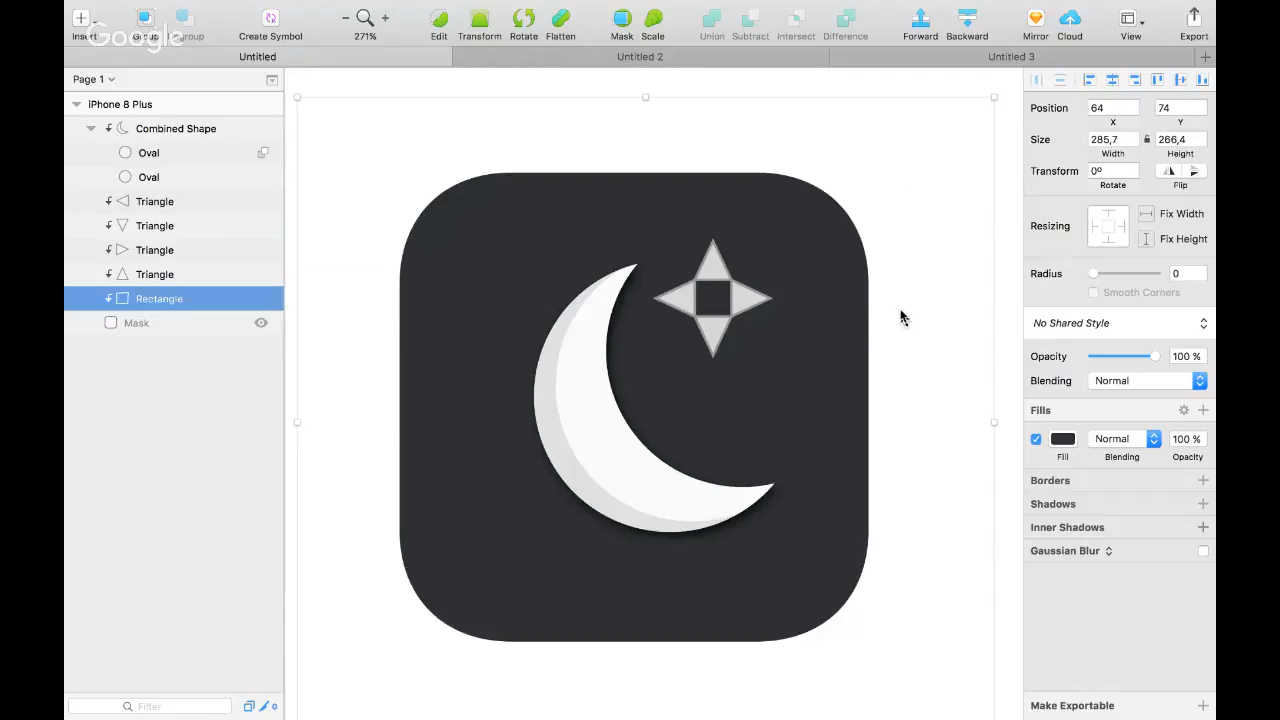 Insert Group Ungroup Create Symbol − + 271% Edit Transform Rotate Flatten Mask Scale Union Subtract Intersect Difference Forward Backward Mirror Cloud View Export
Google
Untitled Untitled 2 Untitled 3 +
Page 1
iPhone 8 Plus
Combined Shape
Oval
Oval
Triangle
Triangle
Triangle
Triangle
Rectangle
Mask
Filter 0
Position 64 74
X Y
Size 285,7 266,4
Width Height
Transform 0º
Rotate Flip
Resizing Fix Width
Fix Height
Radius 0
Smooth Corners
No Shared Style
Opacity 100 %
Blending Normal
Fills
Normal 100 %
Fill Blending Opacity
Borders
Shadows
Inner Shadows
Gaussian Blur
Make Exportable